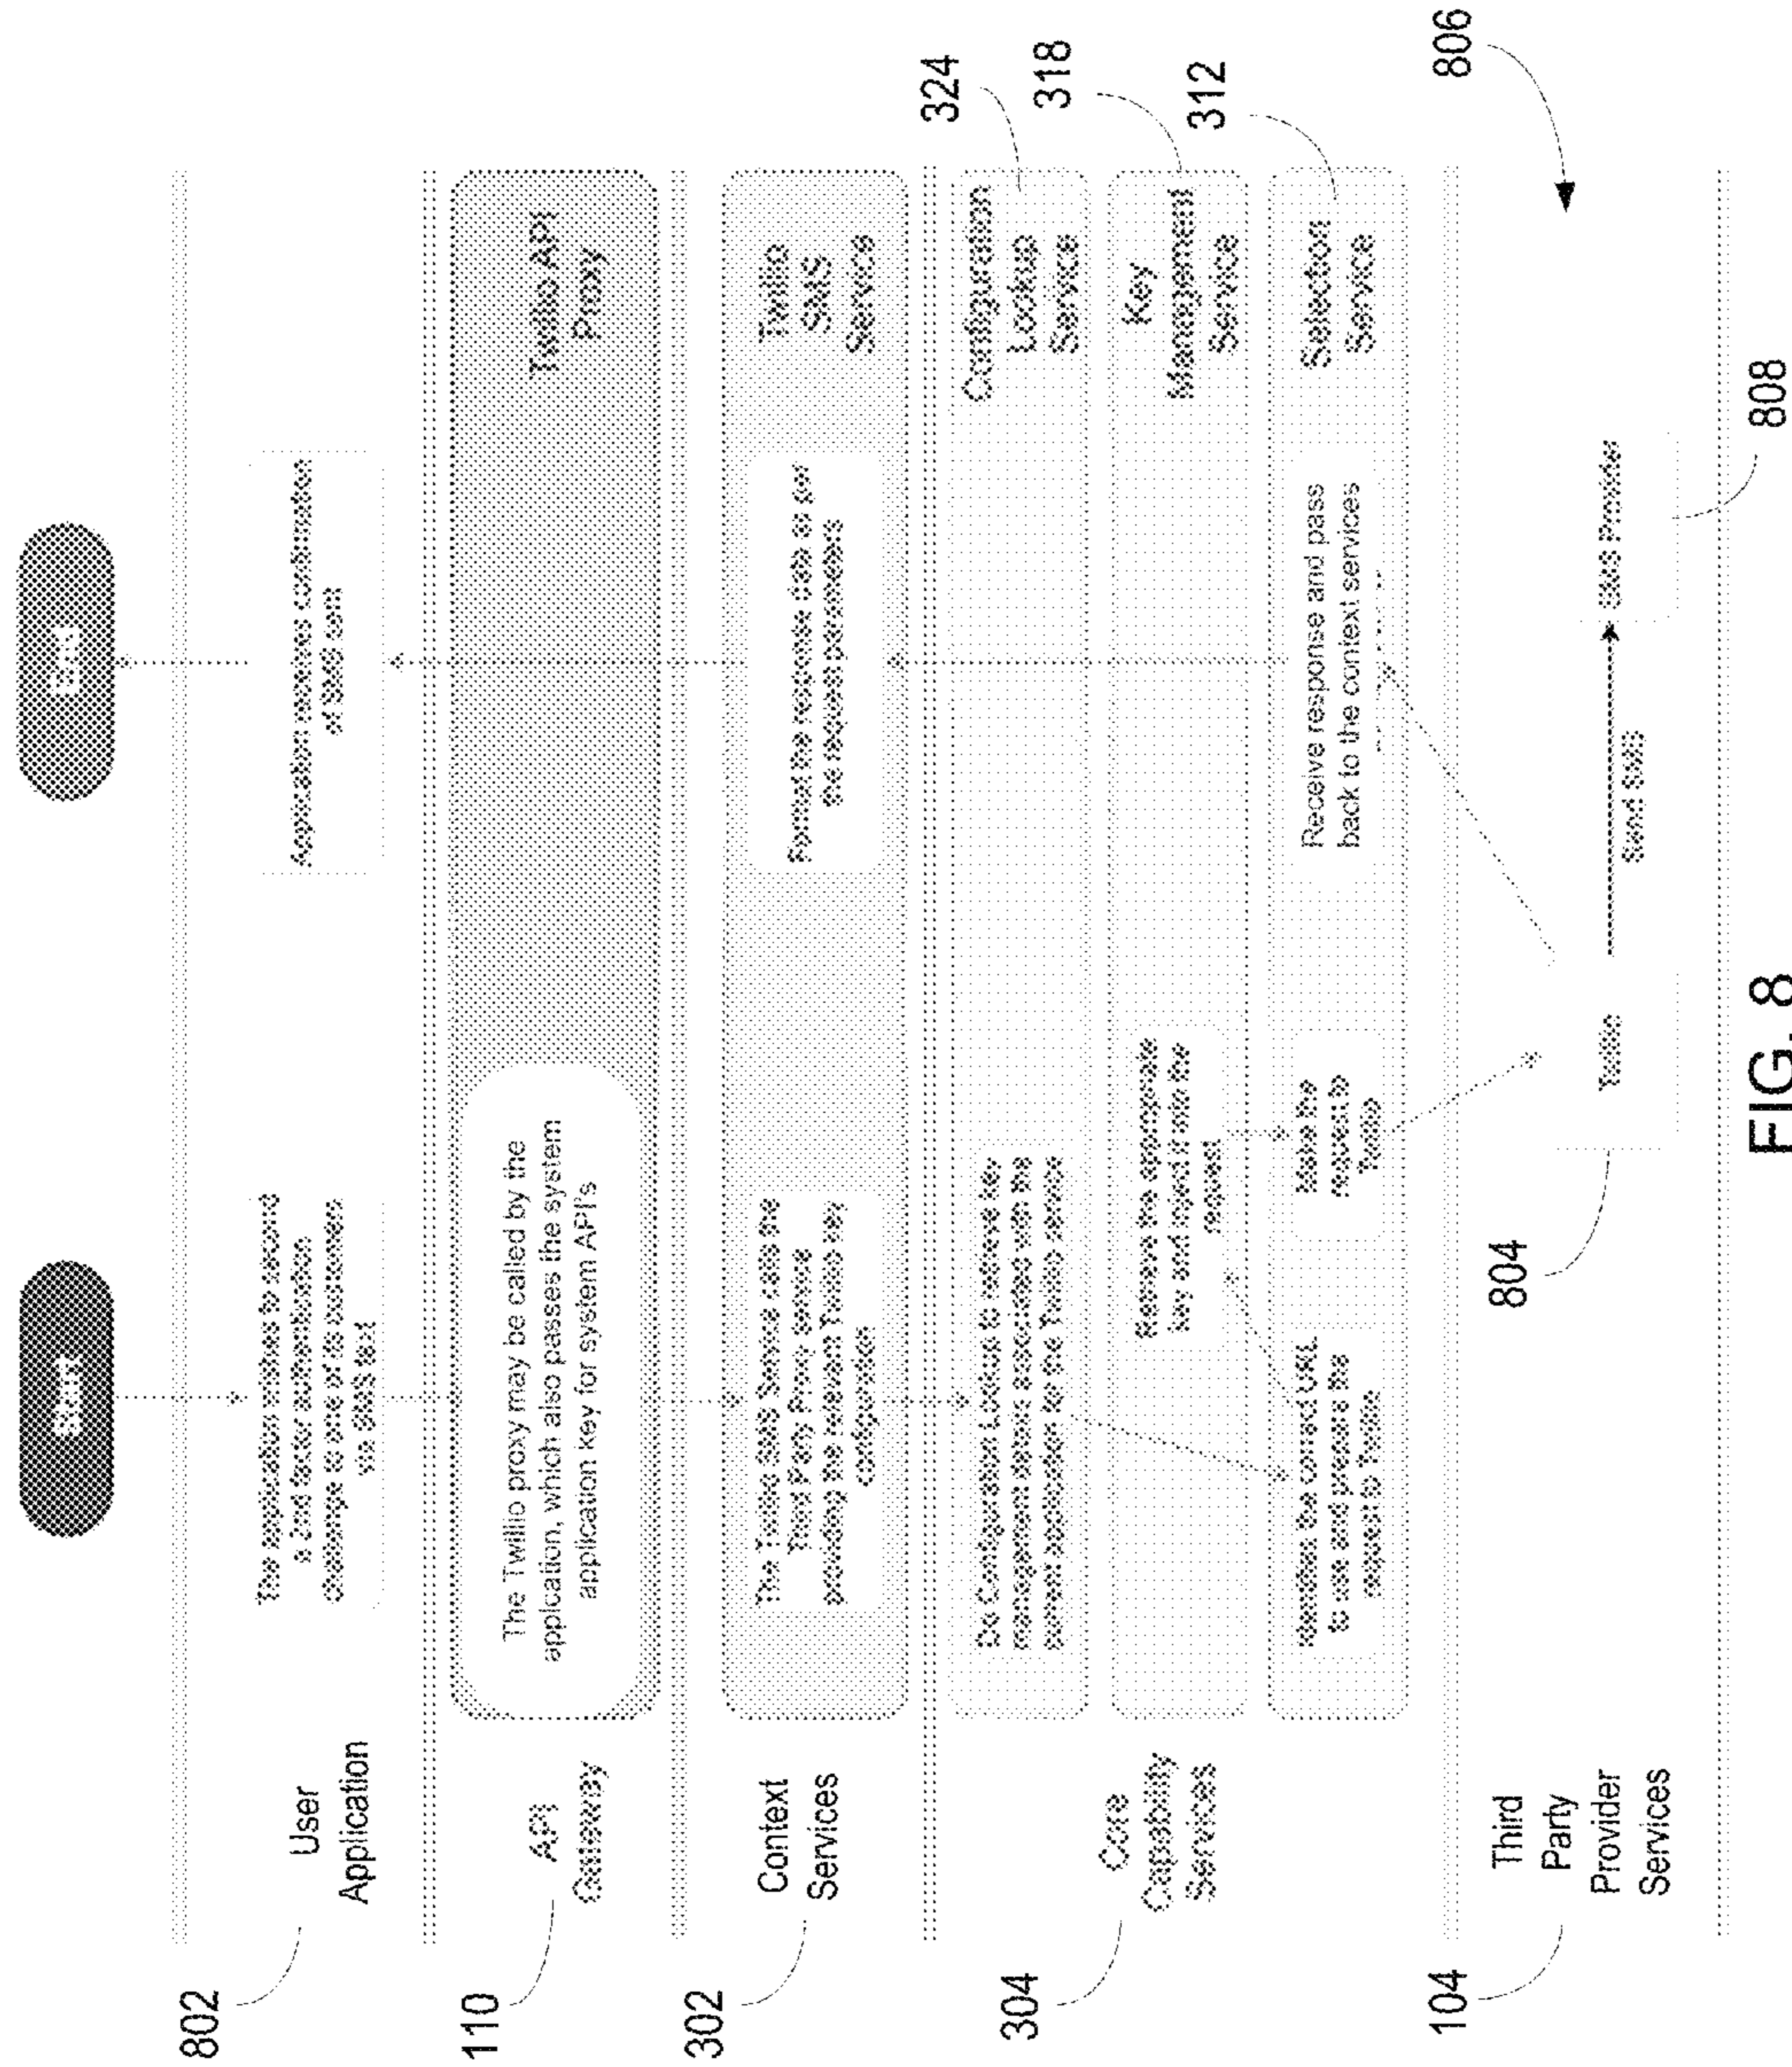 Start
End
802
User
Application
The application wishes to second
a 2nd factor authentication
challenge to one of its customers
via SMS text
Application receives confirmation
of SMS sent
110
API
Gateway
The Twilio proxy may be called by the
application, which also passes the system
application key for system API's
Twilio API
Proxy
302
Context
Services
The Twilio SMS Service calls the
Third Party Proxy service
providing the relevant Twilio key
configuration
Format the response data as per
the request parameters
Twilio
SMS
Service
304
Core
Capability
Services
Do Configuration Lookup to retrieve key
management options associated with the
current application for the Twilio service
Configuration
Lookup
Service
324
Retrieve the appropriate
key and inject it into the
request
Key
Management
Service
318
Identifies the correct URL
to use and prepare the
request to Twilio
Make the
request to
Twilio
Receive response and pass
back to the context services
Selection
Service
312
104
Third
Party
Provider
Services
804
Twilio
Send SMS
SMS Provider
808
806
FIG. 8